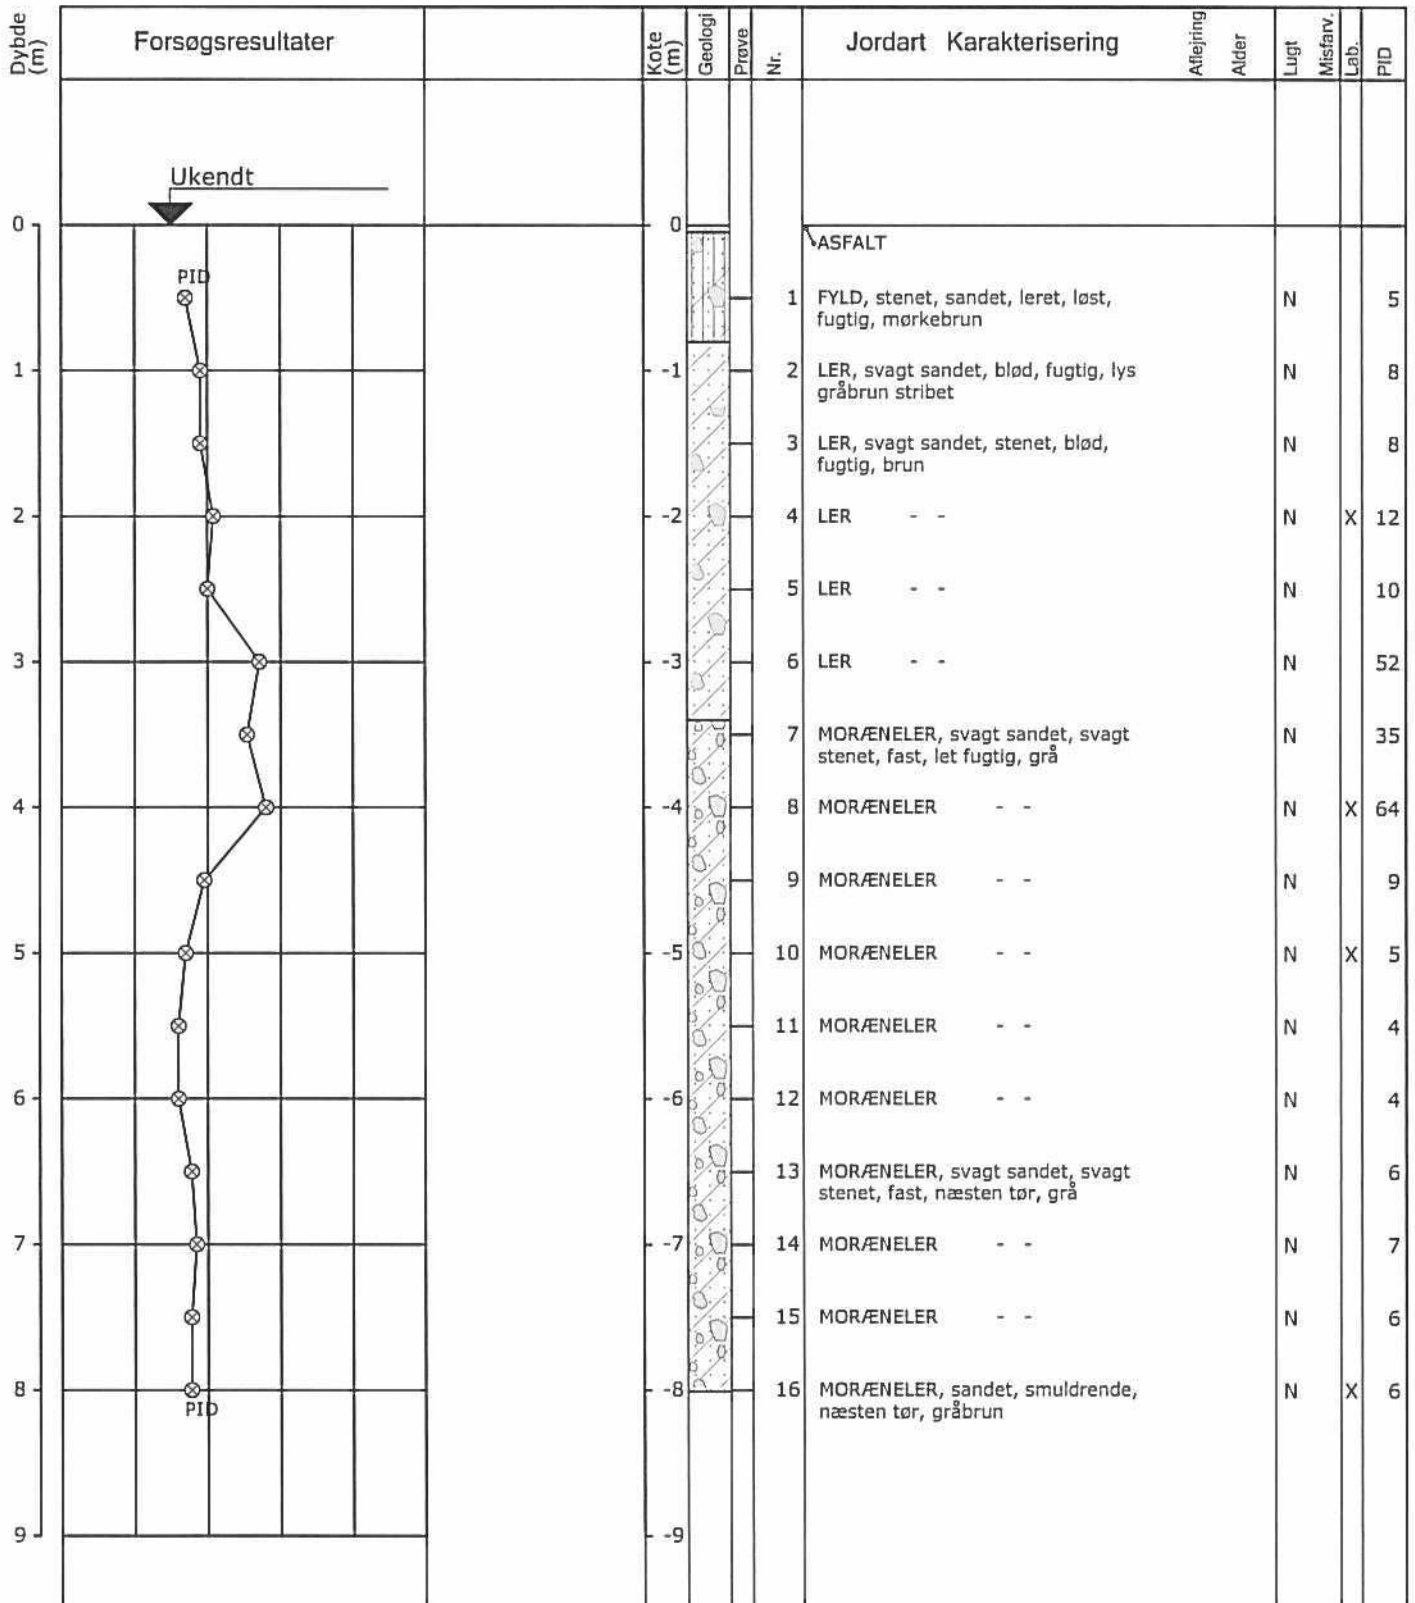 Dybde (m) Forsøgsresultater Kote (m) Geologi Prøve Nr. Jordart Karakterisering Aflejring Alder Lugt Misfarv. Lab. PID
Ukendt
0 0
ASFALT
PID
1 FYLD, stenet, sandet, leret, løst, N 5
fugtig, mørkebrun
1 -1 2 LER, svagt sandet, blød, fugtig, lys N 8
gråbrun stribet
3 LER, svagt sandet, stenet, blød, N 8
fugtig, brun
2 -2 4 LER - - N X 12
5 LER - - N 10
3 -3 6 LER - - N 52
7 MORÆNELER, svagt sandet, svagt N 35
stenet, fast, let fugtig, grå
4 -4 8 MORÆNELER - - N X 64
9 MORÆNELER - - N 9
5 -5 10 MORÆNELER - - N X 5
11 MORÆNELER - - N 4
6 -6 12 MORÆNELER - - N 4
13 MORÆNELER, svagt sandet, svagt N 6
stenet, fast, næsten tør, grå
7 -7 14 MORÆNELER - - N 7
15 MORÆNELER - - N 6
8 -8 16 MORÆNELER, sandet, smuldrende, N X 6
PID næsten tør, gråbrun
9 -9